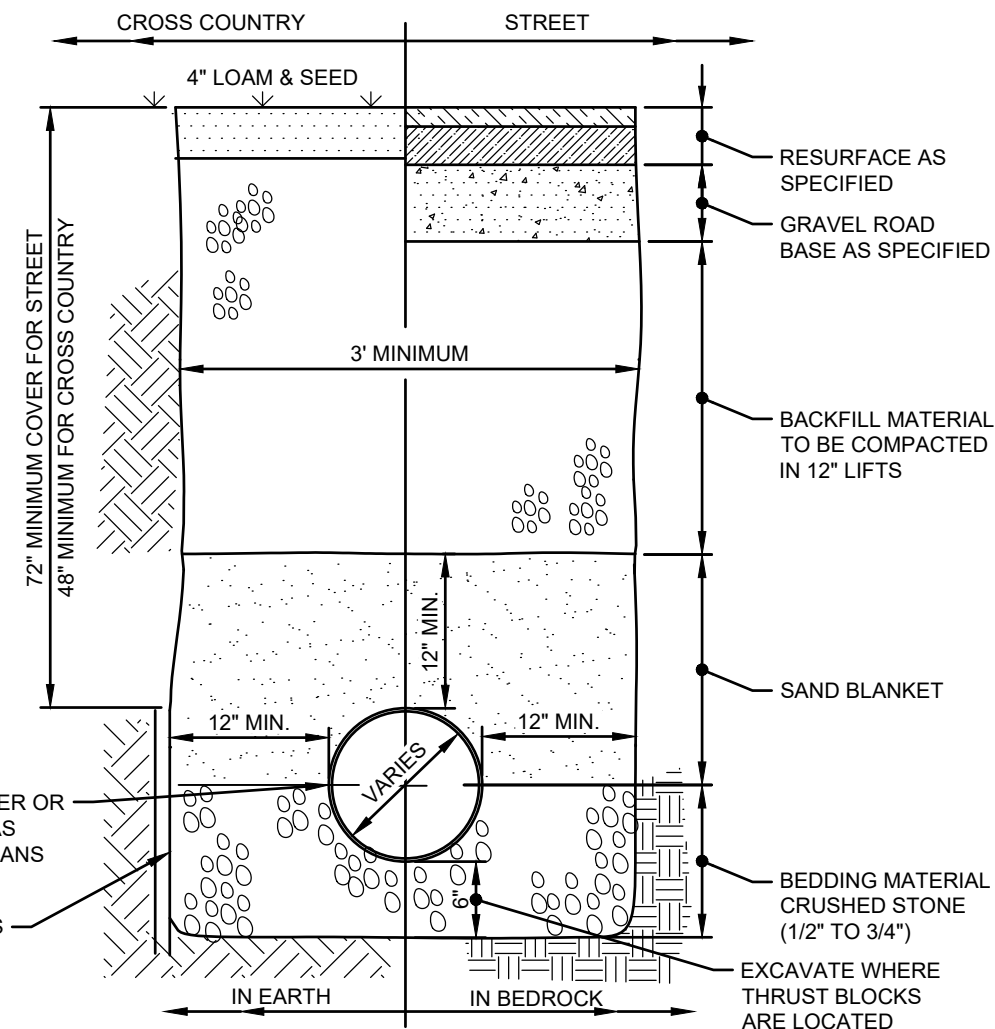 CROSS COUNTRY
STREET
4" LOAM & SEED
RESURFACE AS
SPECIFIED
GRAVEL ROAD
BASE AS SPECIFIED
72" MINIMUM COVER FOR STREET
48" MINIMUM FOR CROSS COUNTRY
3' MINIMUM
BACKFILL MATERIAL
TO BE COMPACTED
IN 12" LIFTS
12" MIN.
SAND BLANKET
12" MIN.
12" MIN.
VARIES
ER OR
AS
ANS
S
6"
BEDDING MATERIAL
CRUSHED STONE
(1/2" TO 3/4")
EXCAVATE WHERE
THRUST BLOCKS
ARE LOCATED
IN EARTH
IN BEDROCK